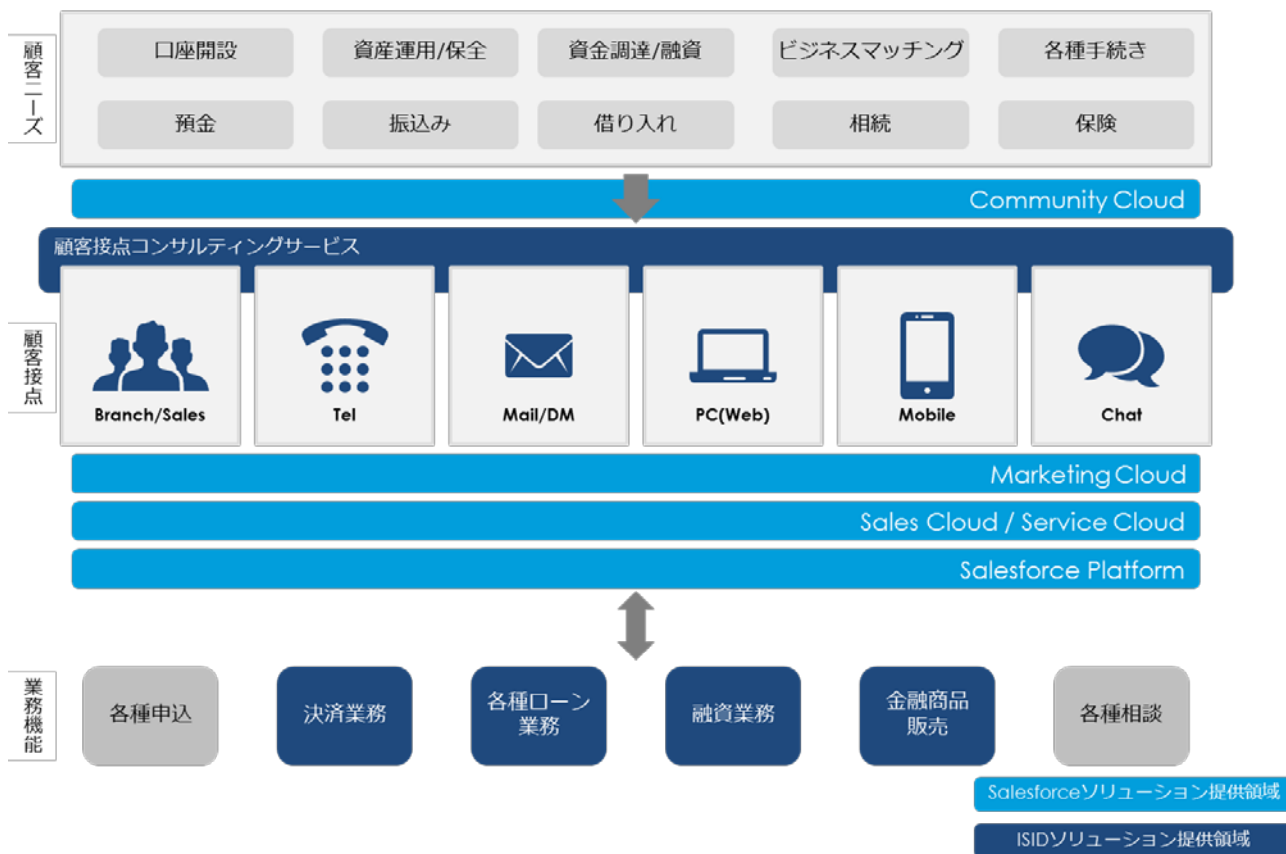 顧客ニーズ
口座開設
資産運用/保全
資金調達/融資
ビジネスマッチング
各種手続き
預金
振込み
借り入れ
相続
保険
Community Cloud
顧客接点コンサルティングサービス
顧客接点
Branch/Sales
Tel
Mail/DM
PC(Web)
Mobile
Chat
Marketing Cloud
Sales Cloud / Service Cloud
Salesforce Platform
業務機能
各種申込
決済業務
各種ローン
業務
融資業務
金融商品
販売
各種相談
Salesforceソリューション提供領域
ISIDソリューション提供領域